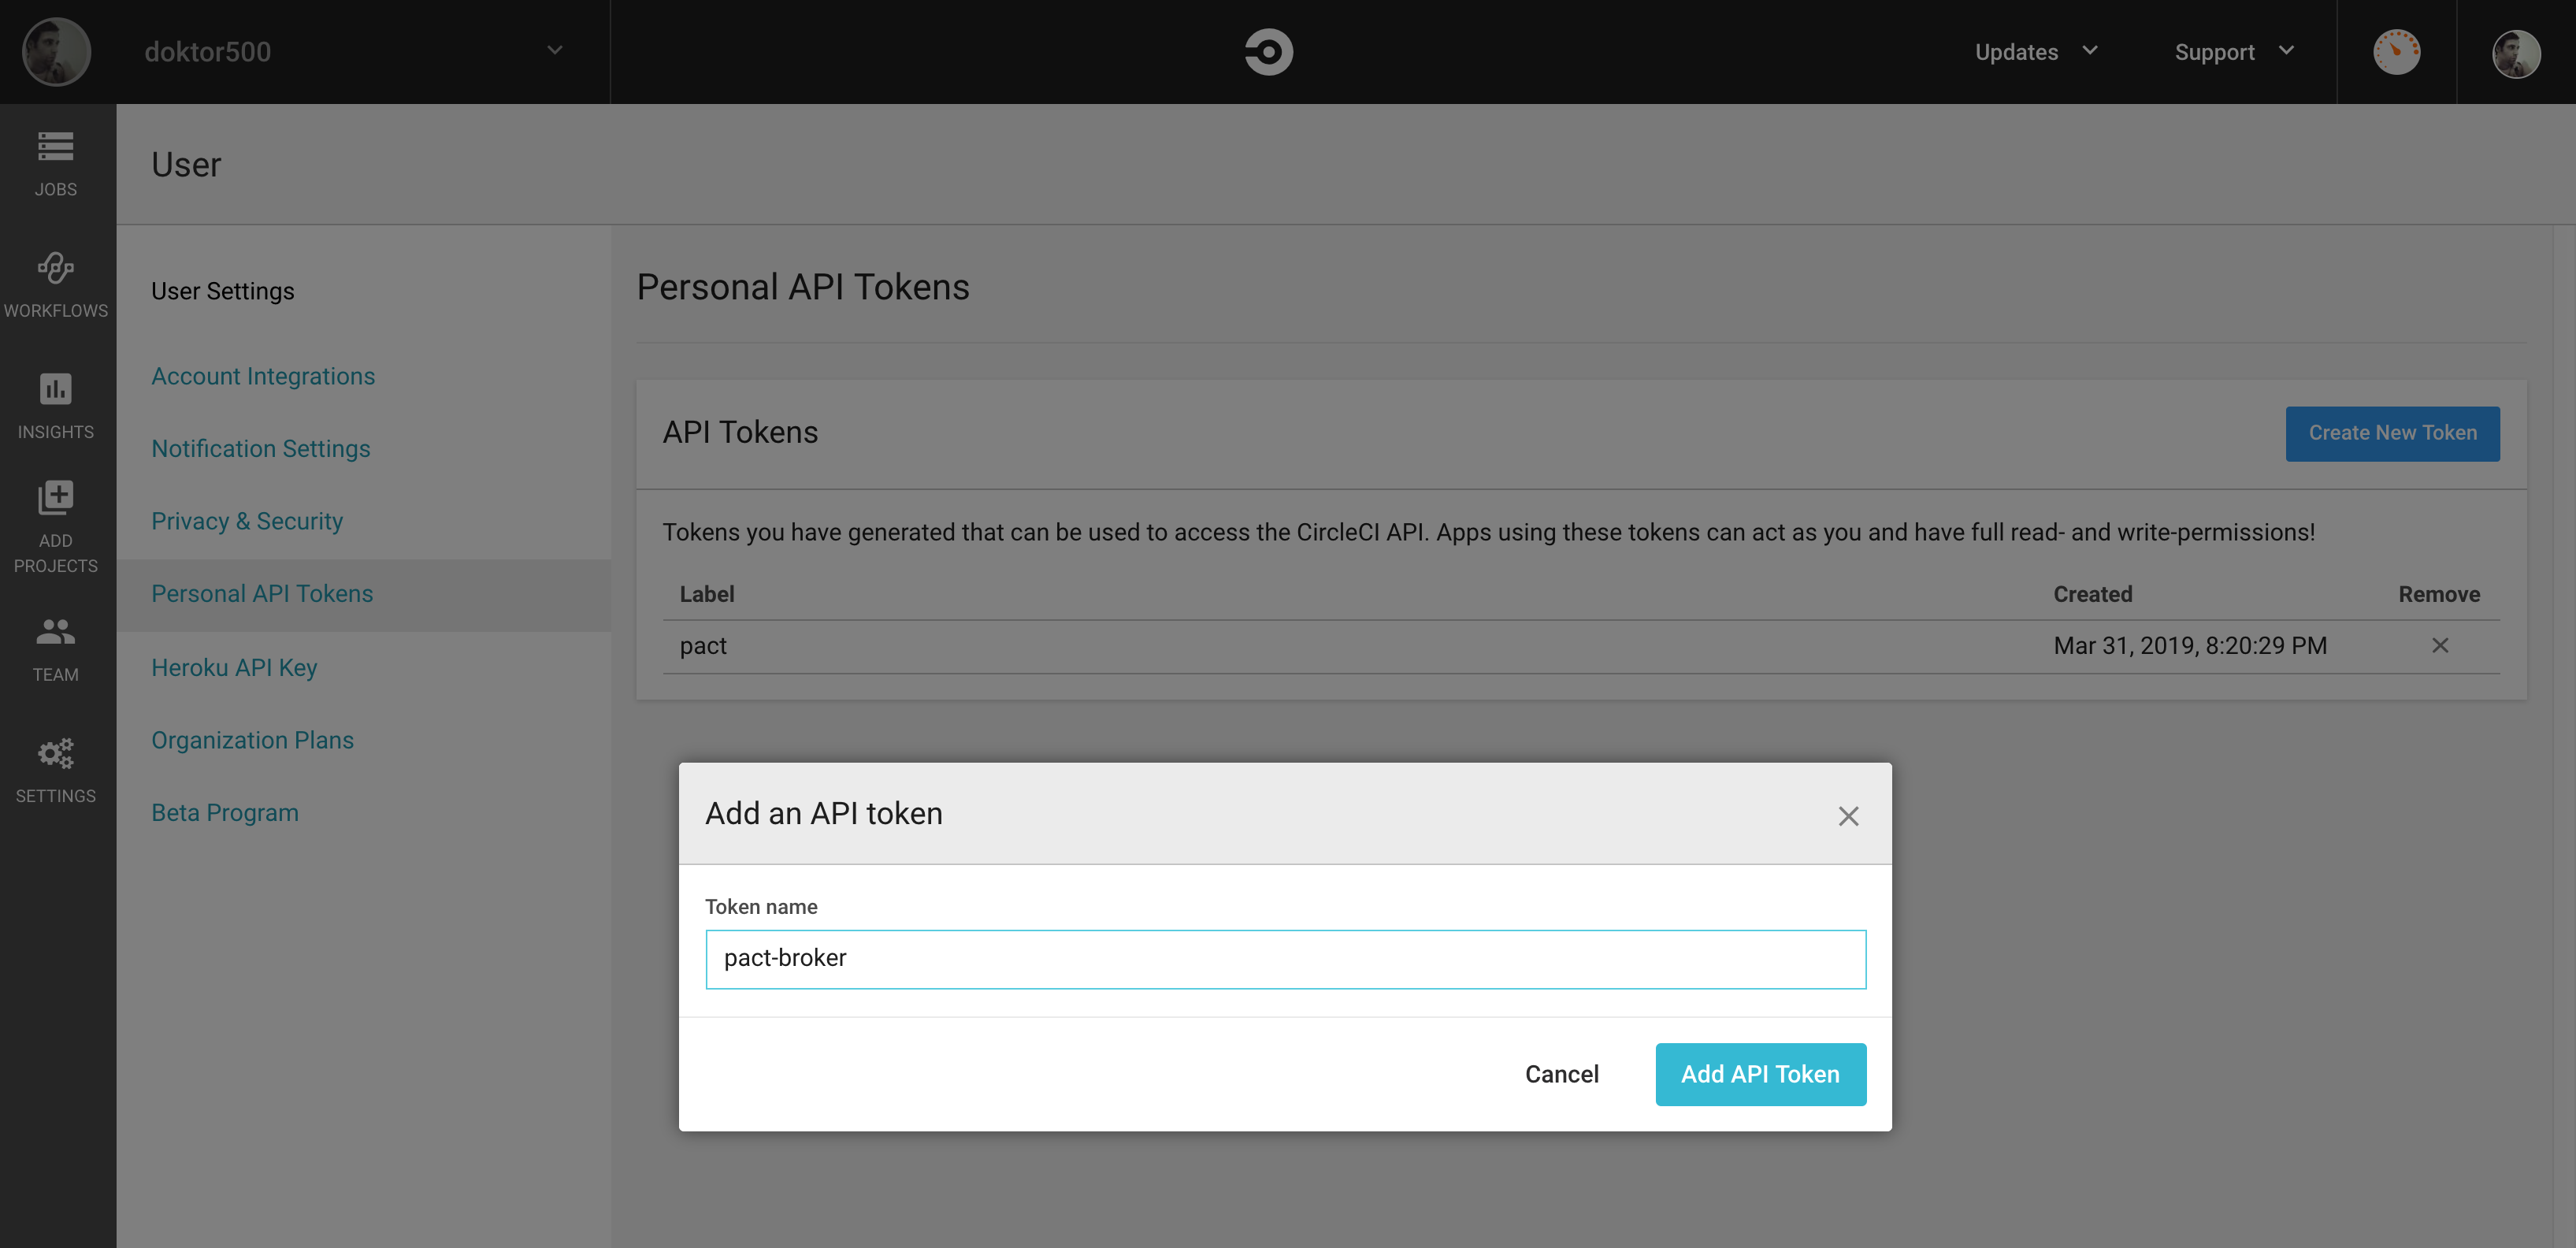 doktor500
Updates
Support
JOBS
WORKFLOWS
INSIGHTS
ADD
PROJECTS
TEAM
SETTINGS
User
User Settings
Account Integrations
Notification Settings
Privacy & Security
Personal API Tokens
Heroku API Key
Organization Plans
Beta Program
Personal API Tokens
API Tokens
Create New Token
Tokens you have generated that can be used to access the CircleCI API. Apps using these tokens can act as you and have full read- and write-permissions!
Label Created Remove
pact Mar 31, 2019, 8:20:29 PM
Add an API token
Token name
pact-broker
Cancel
Add API Token